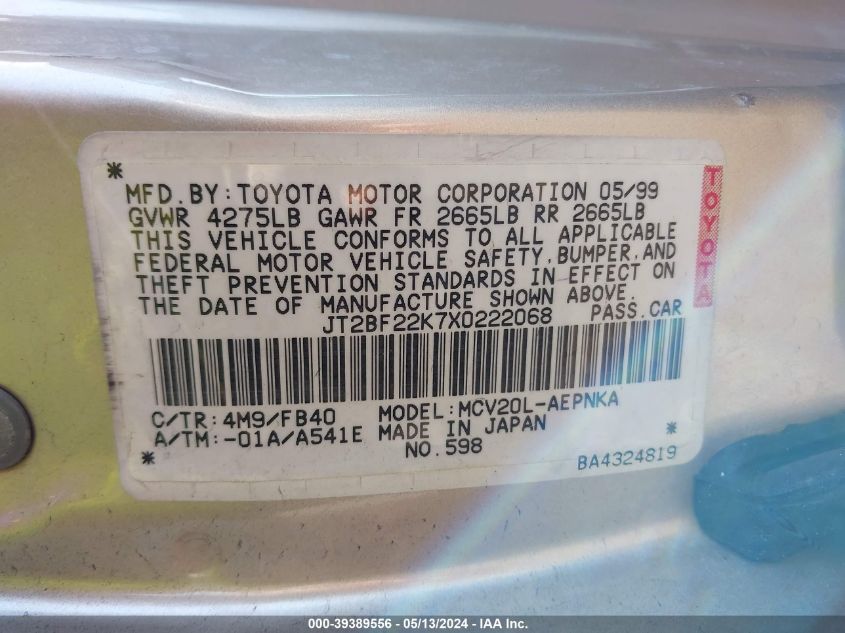 *
MFD.BY:TOYOTA MOTOR CORPORATION 05/99
GVWR 4275LB GAWR FR 2665LB RR 2665LB
THIS VEHICLE CONFORMS TO ALL APPLICABLE
FEDERAL MOTOR VEHICLE SAFETY,BUMPER,AND
THEFT PREVENTION STANDARDS IN EFFECT ON
THE DATE OF MANUFACTURE SHOWN ABOVE.
JT2BF22K7X0222068 PASS.CAR
TOYOTA
C/TR:4M9/FB40 MODEL:MCV20L-AEPNKA
A/TM:-01A/A541E MADE IN JAPAN *
* NO.598 BA4324819
000-39389556 - 05/13/2024 - IAA Inc.